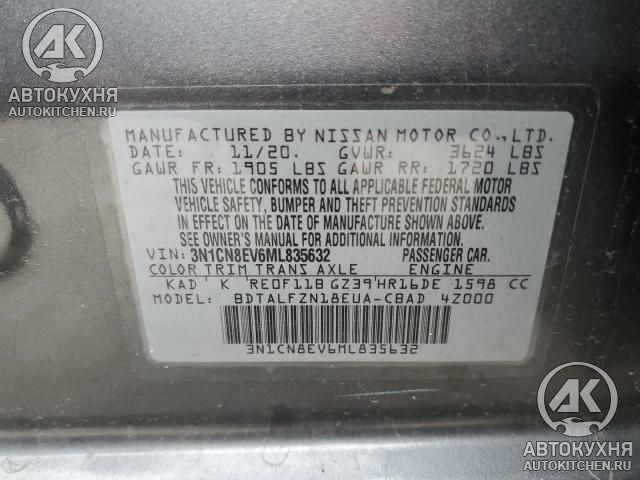 AK
АВТОКУХНЯ
AUTOKITCHEN.RU
MANUFACTURED BY NISSAN MOTOR CO.,LTD.
DATE: 11/20. GVWR: 3624 LBS
GAWR FR: 1905 LBS GAWR RR: 1720 LBS
THIS VEHICLE CONFORMS TO ALL APPLICABLE FEDERAL MOTOR
VEHICLE SAFETY, BUMPER AND THEFT PREVENTION STANDARDS
IN EFFECT ON THE DATE OF MANUFACTURE SHOWN ABOVE.
SEE OWNER'S MANUAL FOR ADDITIONAL INFORMATION.
VIN: 3N1CN8EV6ML835632 PASSENGER CAR.
COLOR TRIM TRANS AXLE ENGINE
KAD ' K 'RE0F11B GZ39'HR16DE 1598 CC
MODEL: BDTALFZN18EUA-CBAD 4Z000
3N1CN8EV6ML835632
AK
АВТОКУХНЯ
AUTOKITCHEN.RU